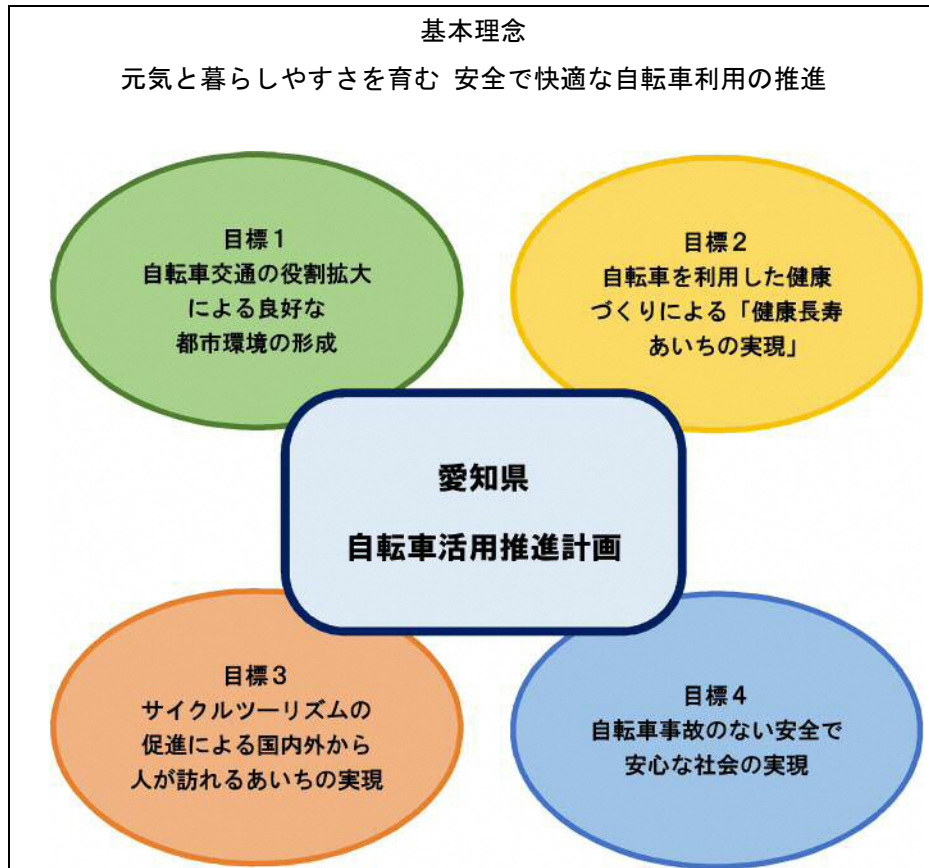 基本理念
元気と暮らしやすさを育む 安全で快適な自転車利用の推進
目標1
自転車交通の役割拡大
による良好な
都市環境の形成
目標2
自転車を利用した健康
づくりによる「健康長寿
あいちの実現」
愛知県
自転車活用推進計画
目標3
サイクルツーリズムの
促進による国内外から
人が訪れるあいちの実現
目標4
自転車事故のない安全で
安心な社会の実現